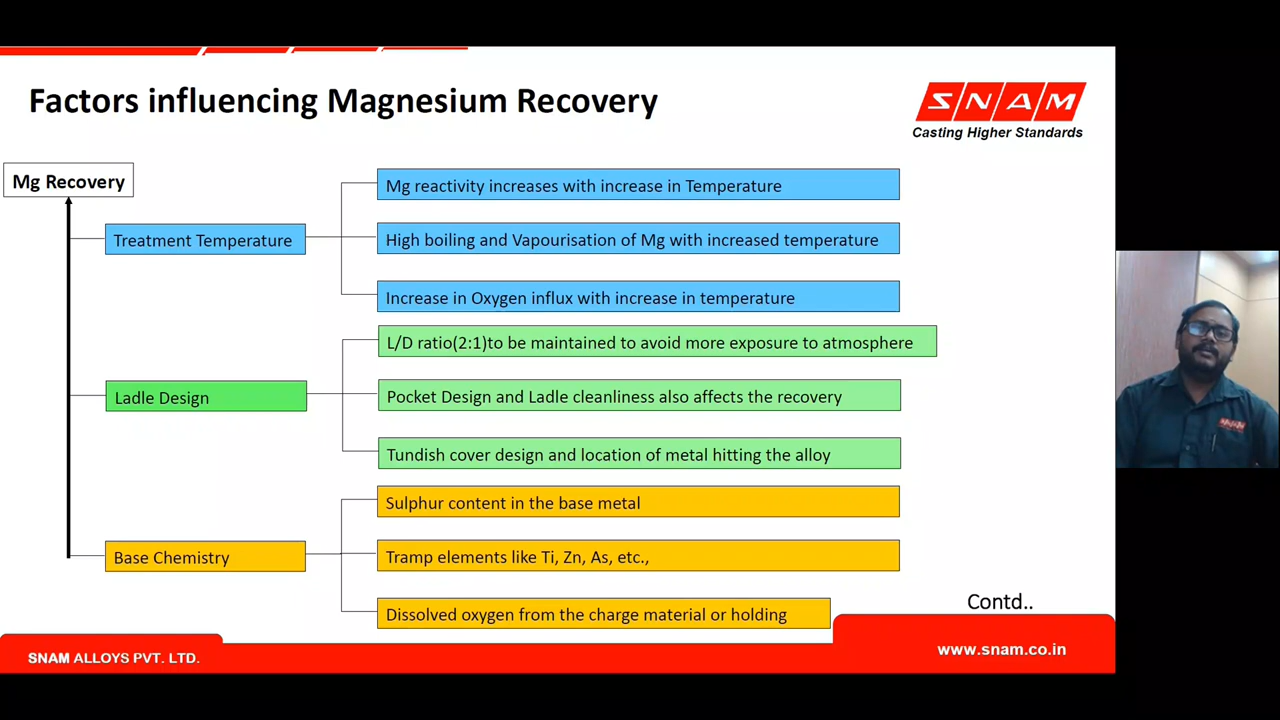 Factors influencing Magnesium Recovery
SNAM
Casting Higher Standards
Mg Recovery
Treatment Temperature
Mg reactivity increases with increase in Temperature
High boiling and Vapourisation of Mg with increased temperature
Increase in Oxygen influx with increase in temperature
Ladle Design
L/D ratio(2:1)to be maintained to avoid more exposure to atmosphere
Pocket Design and Ladle cleanliness also affects the recovery
Tundish cover design and location of metal hitting the alloy
Base Chemistry
Sulphur content in the base metal
Tramp elements like Ti, Zn, As, etc.,
Dissolved oxygen from the charge material or holding
Contd..
SNAM ALLOYS PVT. LTD.
www.snam.co.in
SNAM